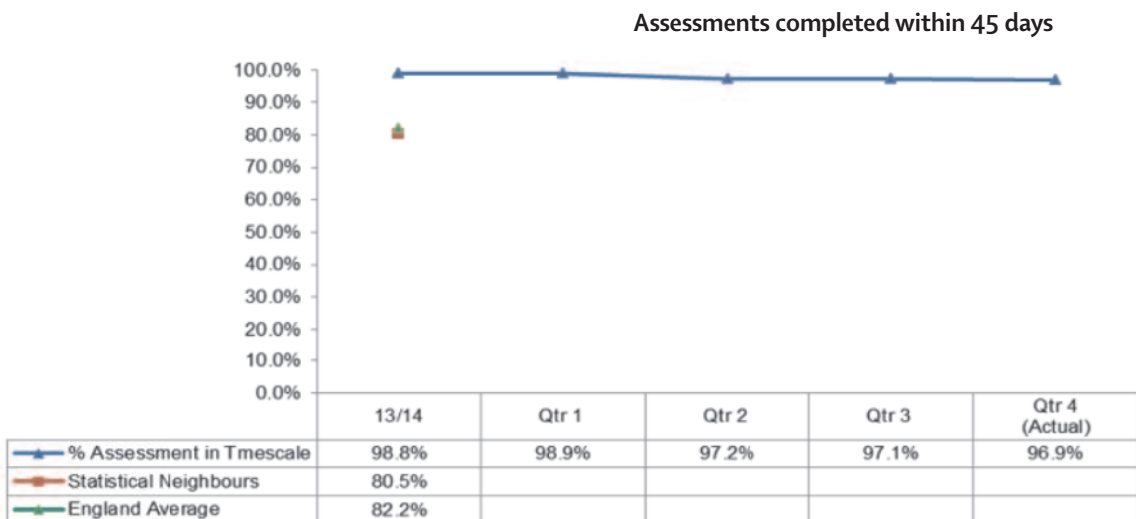 Assessments completed within 45 days
100.0%
90.0%
80.0%
70.0%
60.0%
50.0%
40.0%
30.0%
20.0%
10.0%
0.0%
13/14 Qtr 1 Qtr 2 Qtr 3 Qtr 4
(Actual)
% Assessment in Tmescale 98.8% 98.9% 97.2% 97.1% 96.9%
Statistical Neighbours 80.5%
England Average 82.2%